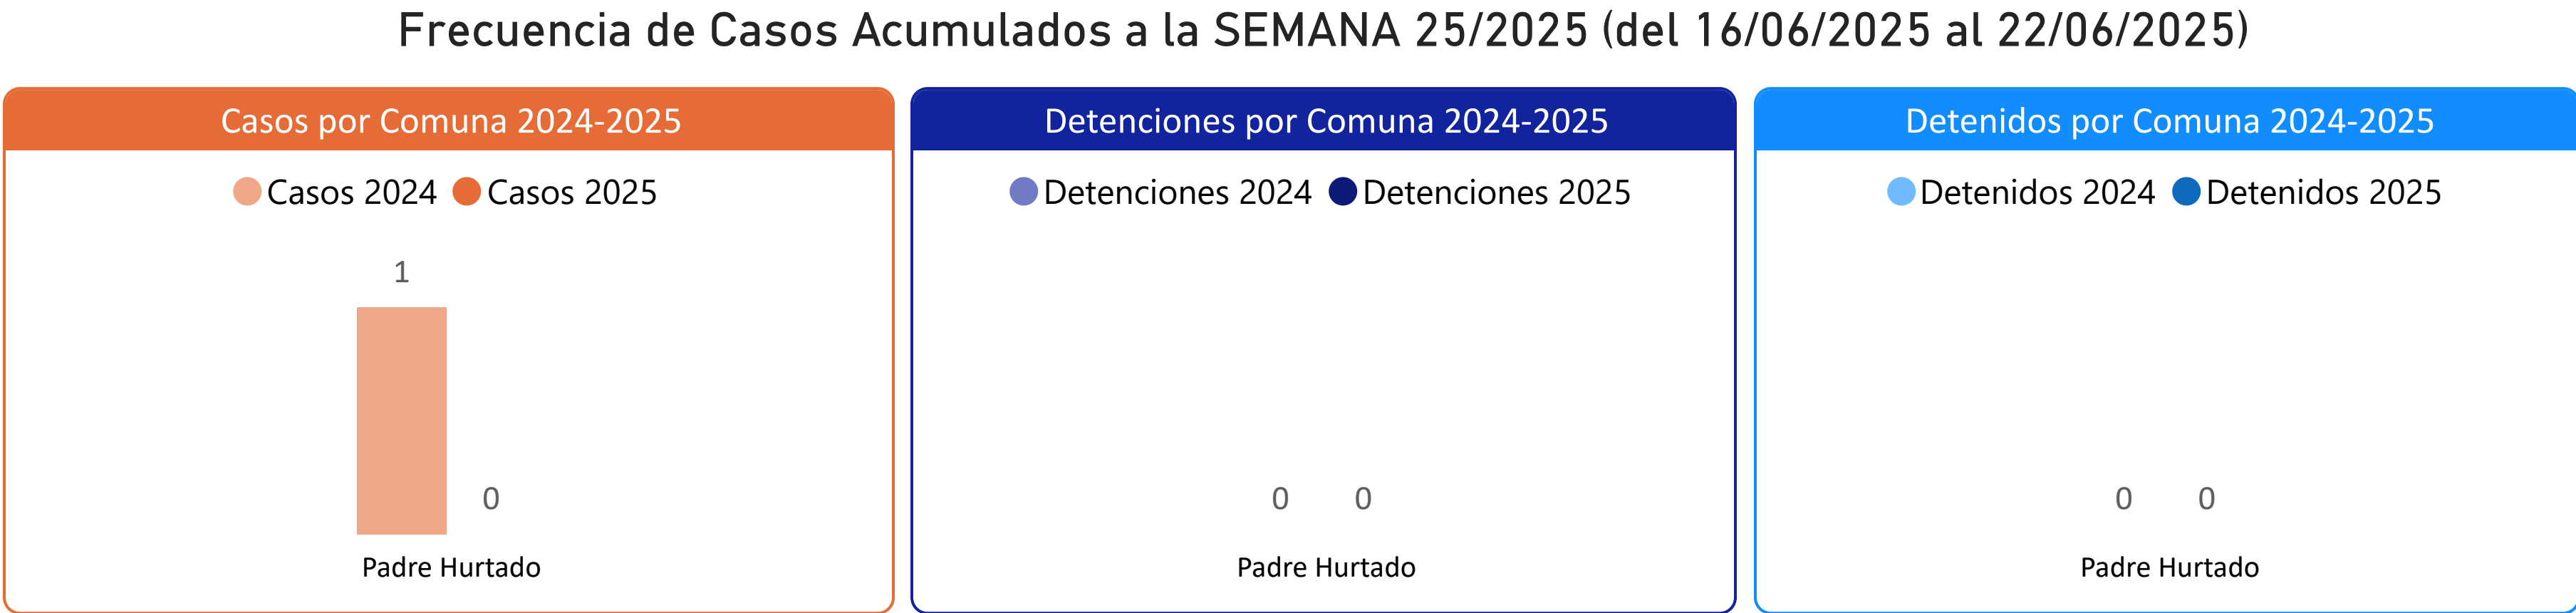 Frecuencia de Casos Acumulados a la SEMANA 25/2025 (del 16/06/2025 al 22/06/2025)
Casos por Comuna 2024-2025
Casos 2024 Casos 2025
1
0
Padre Hurtado
Detenciones por Comuna 2024-2025
Detenciones 2024 Detenciones 2025
0 0
Padre Hurtado
Detenidos por Comuna 2024-2025
Detenidos 2024 Detenidos 2025
0 0
Padre Hurtado